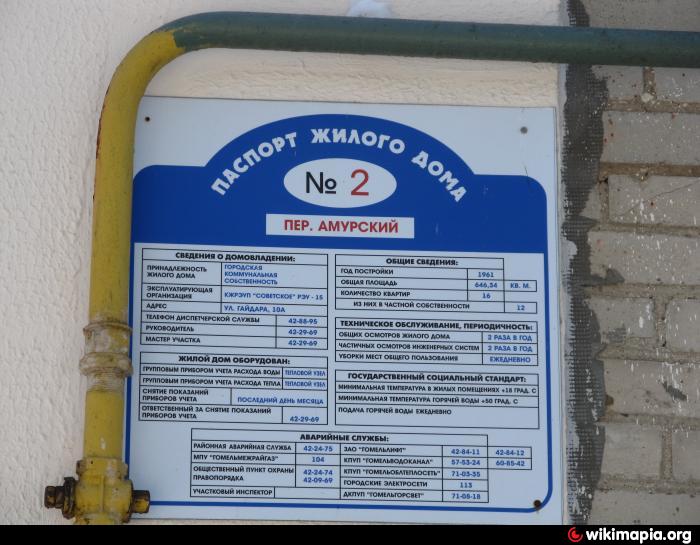 ПАСПОРТ ЖИЛОГО ДОМА
№ 2
ПЕР. АМУРСКИЙ
СВЕДЕНИЯ О ДОМОВЛАДЕНИИ:
ПРИНАДЛЕЖНОСТЬ ЖИЛОГО ДОМА
ГОРОДСКАЯ КОММУНАЛЬНАЯ СОБСТВЕННОСТЬ
ЭКСПЛУАТИРУЮЩАЯ ОРГАНИЗАЦИЯ
КЖРЭУП "СОВЕТСКОЕ" РЭУ - 15
АДРЕС УЛ. ГАЙДАРА, 10А
ТЕЛЕФОН ДИСПЕТЧЕРСКОЙ СЛУЖБЫ 42-88-95
РУКОВОДИТЕЛЬ 42-29-69
МАСТЕР УЧАСТКА 42-29-69
ЖИЛОЙ ДОМ ОБОРУДОВАН:
ГРУППОВЫМ ПРИБОРОМ УЧЕТА РАСХОДА ВОДЫ ТЕПЛОВОЙ УЗЕЛ
ГРУППОВЫМ ПРИБОРОМ УЧЕТА РАСХОДА ТЕПЛА ТЕПЛОВОЙ УЗЕЛ
СНЯТИЕ ПОКАЗАНИЙ ПРИБОРОВ УЧЕТА
ПОСЛЕДНИЙ ДЕНЬ МЕСЯЦА
ОТВЕТСТВЕННЫЙ ЗА СНЯТИЕ ПОКАЗАНИЙ ПРИБОРОВ УЧЕТА
42-29-69
ОБЩИЕ СВЕДЕНИЯ:
ГОД ПОСТРОЙКИ 1961
ОБЩАЯ ПЛОЩАДЬ 646,54 КВ. М.
КОЛИЧЕСТВО КВАРТИР 16
ИЗ НИХ В ЧАСТНОЙ СОБСТВЕННОСТИ 12
ТЕХНИЧЕСКОЕ ОБСЛУЖИВАНИЕ, ПЕРИОДИЧНОСТЬ:
ОБЩИХ ОСМОТРОВ ЖИЛОГО ДОМА 2 РАЗА В ГОД
ЧАСТИЧНЫХ ОСМОТРОВ ИНЖЕНЕРНЫХ СИСТЕМ 2 РАЗА В ГОД
УБОРКИ МЕСТ ОБЩЕГО ПОЛЬЗОВАНИЯ ЕЖЕДНЕВНО
ГОСУДАРСТВЕННЫЙ СОЦИАЛЬНЫЙ СТАНДАРТ:
МИНИМАЛЬНАЯ ТЕМПЕРАТУРА В ЖИЛЫХ ПОМЕЩЕНИЯХ +18 ГРАД. С
МИНИМАЛЬНАЯ ТЕМПЕРАТУРА ГОРЯЧЕЙ ВОДЫ +50 ГРАД. С
ПОДАЧА ГОРЯЧЕЙ ВОДЫ ЕЖЕДНЕВНО
АВАРИЙНЫЕ СЛУЖБЫ:
РАЙОННАЯ АВАРИЙНАЯ СЛУЖБА 42-24-75
МПУ "ГОМЕЛЬМЕЖРАЙГАЗ" 104
ОБЩЕСТВЕННЫЙ ПУНКТ ОХРАНЫ ПРАВОПОРЯДКА
42-24-74
42-09-69
УЧАСТКОВЫЙ ИНСПЕКТОР
ЗАО "ГОМЕЛЬЛИФТ" 42-84-11 42-84-12
КПУП "ГОМЕЛЬВОДОКАНАЛ" 57-53-24 60-85-42
КПУП "ГОМЕЛЬОБЛТЕПЛОСЕТЬ" 71-03-35
ГОРОДСКИЕ ЭЛЕКТРОСЕТИ 113
ДКПУП "ГОМЕЛЬГОРСВЕТ" 71-05-18
wikimapia.org